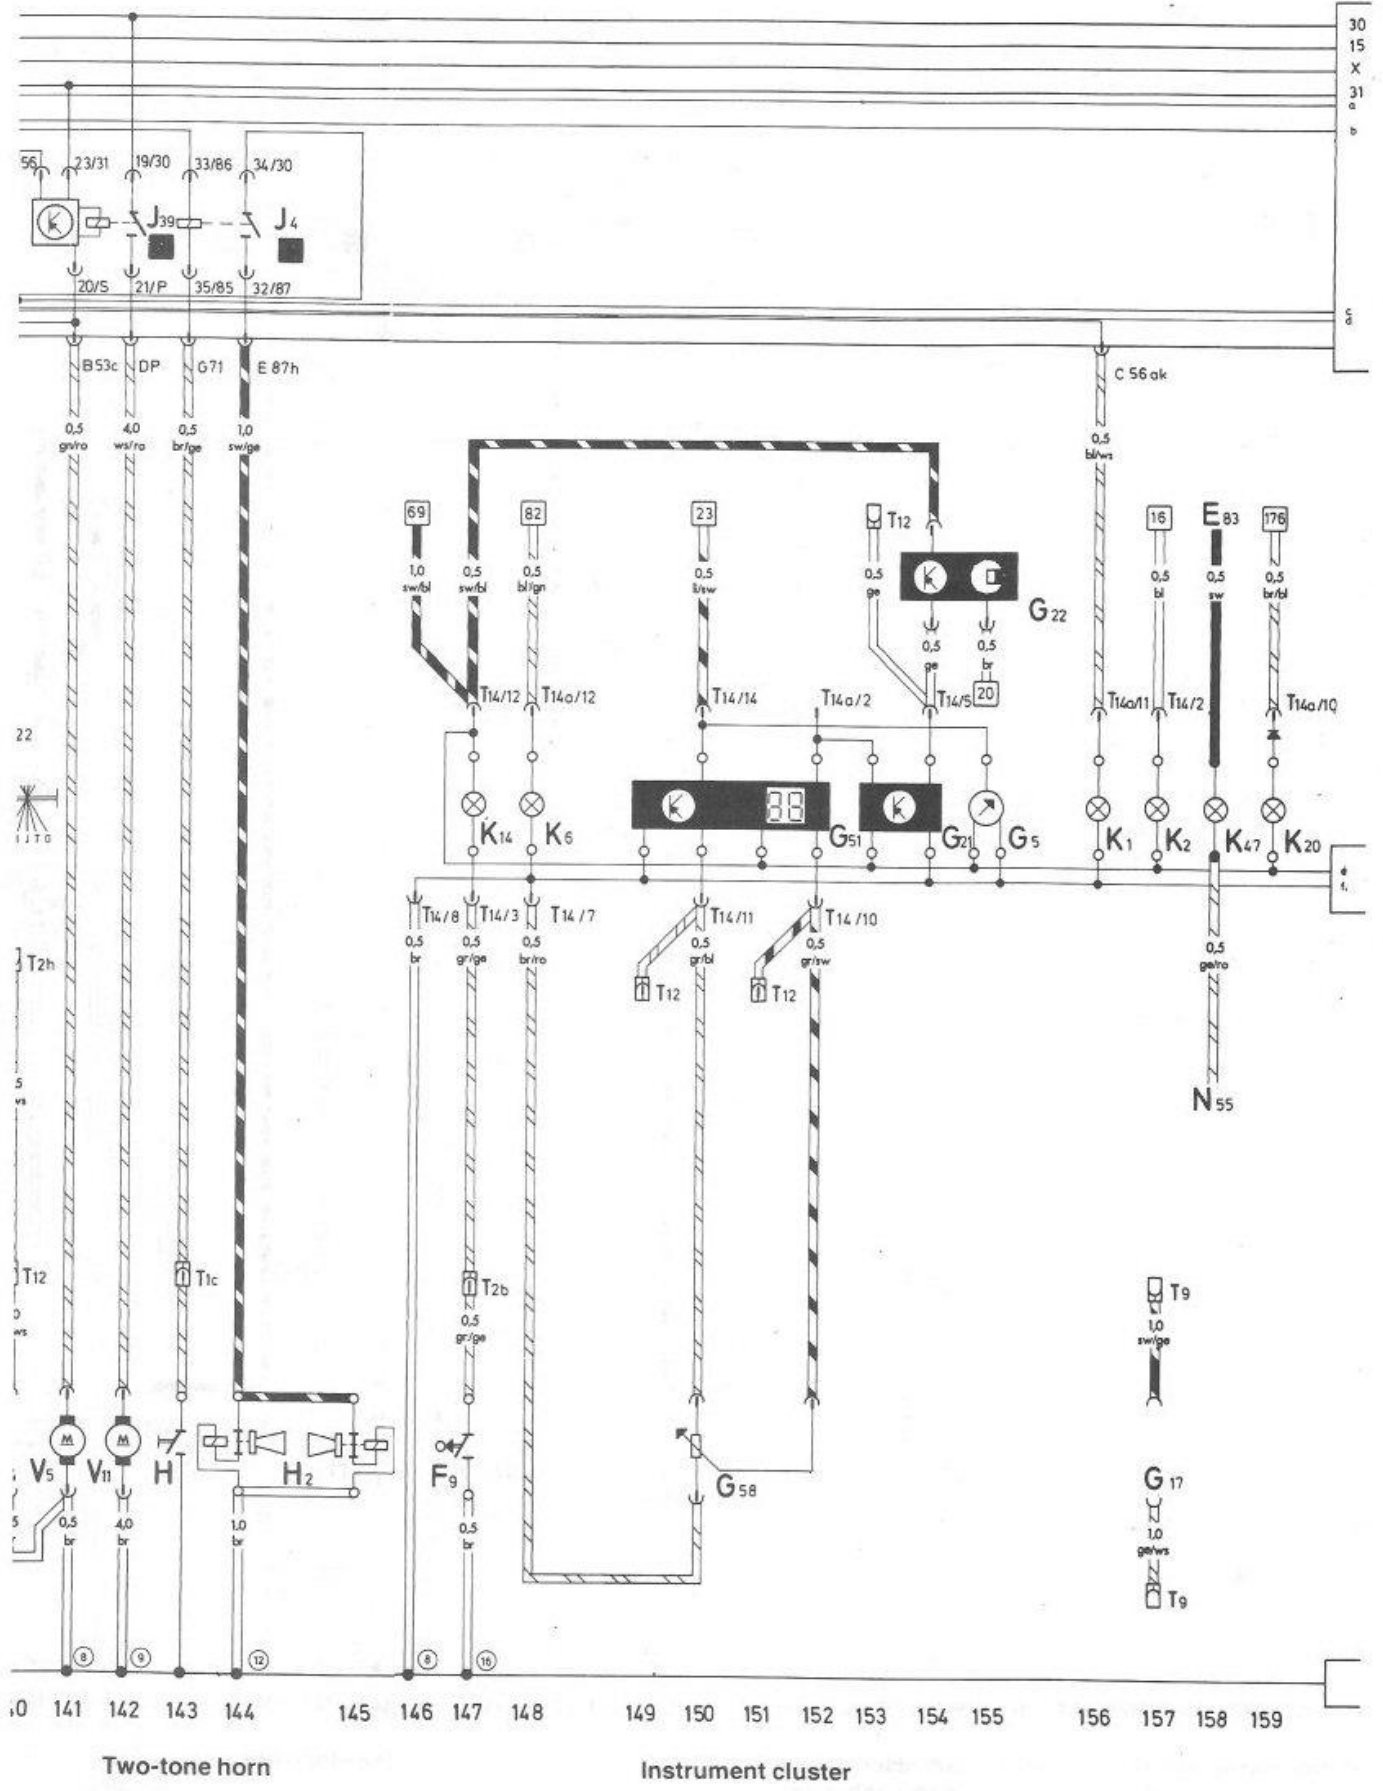 30
15
X
31
a
b
56 23/31 19/30 33/86 34/30
J39 J4
20/S 21/P 35/85 32/87
c
d
B53c DP G71 E 87h C 56ak
0,5 4,0 0,5 1,0 0,5
gn/ro ws/ro br/ge sw/ge bl/ws
69 82 23 T12 16 E83 176
1,0 0,5 0,5 0,5 0,5 0,5 0,5 0,5
sw/bl sw/bl bl/gn li/sw ge bl sw br/bl
G22
0,5 0,5
ge br
20
T14/12 T14a/12 T14/14 T14a/2 T14/5 T14a/11 T14/2 T14a/10
22
K14 K6 G51 G21 G5 K1 K2 K47 K20
T14/8 T14/3 T14/7 T14/11 T14/10
0,5 0,5 0,5 0,5 0,5 0,5
br gr/ge br/ro gr/bl gr/sw ge/ro
T2h
T12 T12
5
ws
N55
T12 T1c T2b T9
0
ws
0,5
gr/ge
1,0
sw/ge
V5 V11 H H2 F9 G58 G17
0,5 4,0 1,0 0,5 1,0
br br br br ge/ws
T9
8 9 12 8 16
141 142 143 144 145 146 147 148 149 150 151 152 153 154 155 156 157 158 159
Two-tone horn Instrument cluster